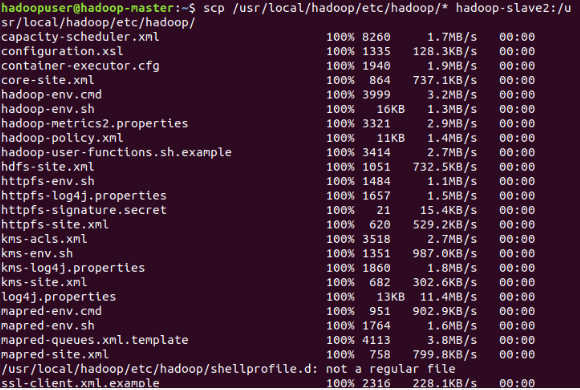 hadoopuser@hadoop-master:~$ scp /usr/local/hadoop/etc/hadoop/* hadoop-slave2:/u
sr/local/hadoop/etc/hadoop/
capacity-scheduler.xml 100% 8260 1.7MB/s 00:00
configuration.xsl 100% 1335 128.3KB/s 00:00
container-executor.cfg 100% 1940 1.9MB/s 00:00
core-site.xml 100% 864 737.1KB/s 00:00
hadoop-env.cmd 100% 3999 3.2MB/s 00:00
hadoop-env.sh 100% 16KB 1.3MB/s 00:00
hadoop-metrics2.properties 100% 3321 2.9MB/s 00:00
hadoop-policy.xml 100% 11KB 1.4MB/s 00:00
hadoop-user-functions.sh.example 100% 3414 2.7MB/s 00:00
hdfs-site.xml 100% 1051 732.5KB/s 00:00
httpfs-env.sh 100% 1484 1.1MB/s 00:00
httpfs-log4j.properties 100% 1657 1.5MB/s 00:00
httpfs-signature.secret 100% 21 15.4KB/s 00:00
httpfs-site.xml 100% 620 529.2KB/s 00:00
kms-acls.xml 100% 3518 2.7MB/s 00:00
kms-env.sh 100% 1351 987.0KB/s 00:00
kms-log4j.properties 100% 1860 1.8MB/s 00:00
kms-site.xml 100% 682 302.6KB/s 00:00
log4j.properties 100% 13KB 11.4MB/s 00:00
mapred-env.cmd 100% 951 902.9KB/s 00:00
mapred-env.sh 100% 1764 1.6MB/s 00:00
mapred-queues.xml.template 100% 4113 3.8MB/s 00:00
mapred-site.xml 100% 758 799.8KB/s 00:00
/usr/local/hadoop/etc/hadoop/shellprofile.d: not a regular file
ssl-client.xml.example 100% 2316 228.1KB/s 00:00